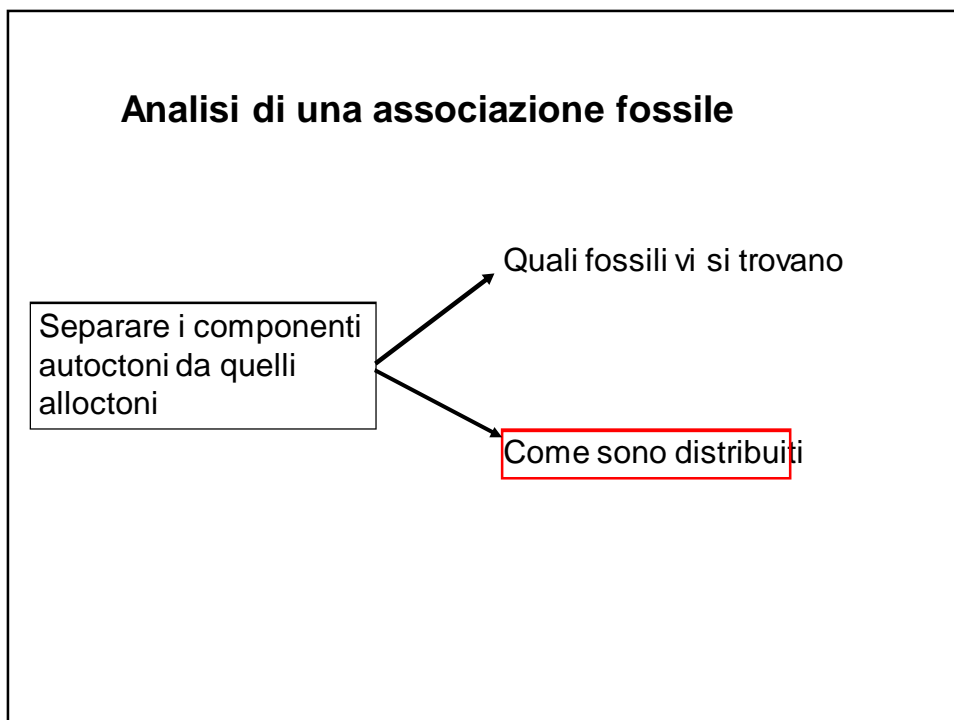 Analisi di una associazione fossile
Quali fossili vi si trovano
Separare i componenti
autoctoni da quelli
alloctoni
Come sono distribuiti